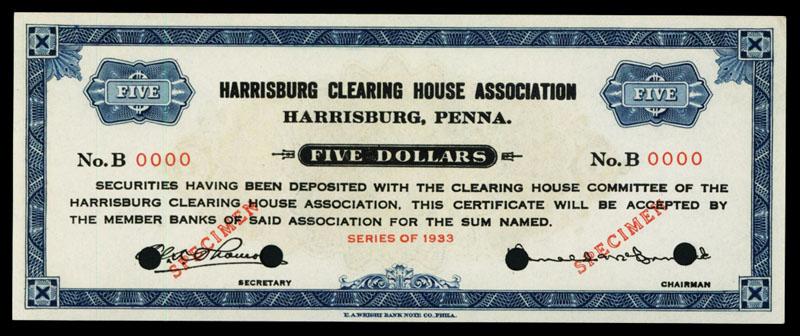 FIVE
FIVE
HARRISBURG CLEARING HOUSE ASSOCIATION
HARRISBURG, PENNA.
FIVE DOLLARS
No. B 0000
No. B 0000
SECURITIES HAVING BEEN DEPOSITED WITH THE CLEARING HOUSE COMMITTEE OF THE
HARRISBURG CLEARING HOUSE ASSOCIATION, THIS CERTIFICATE WILL BE ACCEPTED BY
THE MEMBER BANKS OF SAID ASSOCIATION FOR THE SUM NAMED.
SERIES OF 1933
SPECIMEN
SPECIMEN
SECRETARY
CHAIRMAN
E. A. WRIGHT BANK NOTE CO. PHILA.